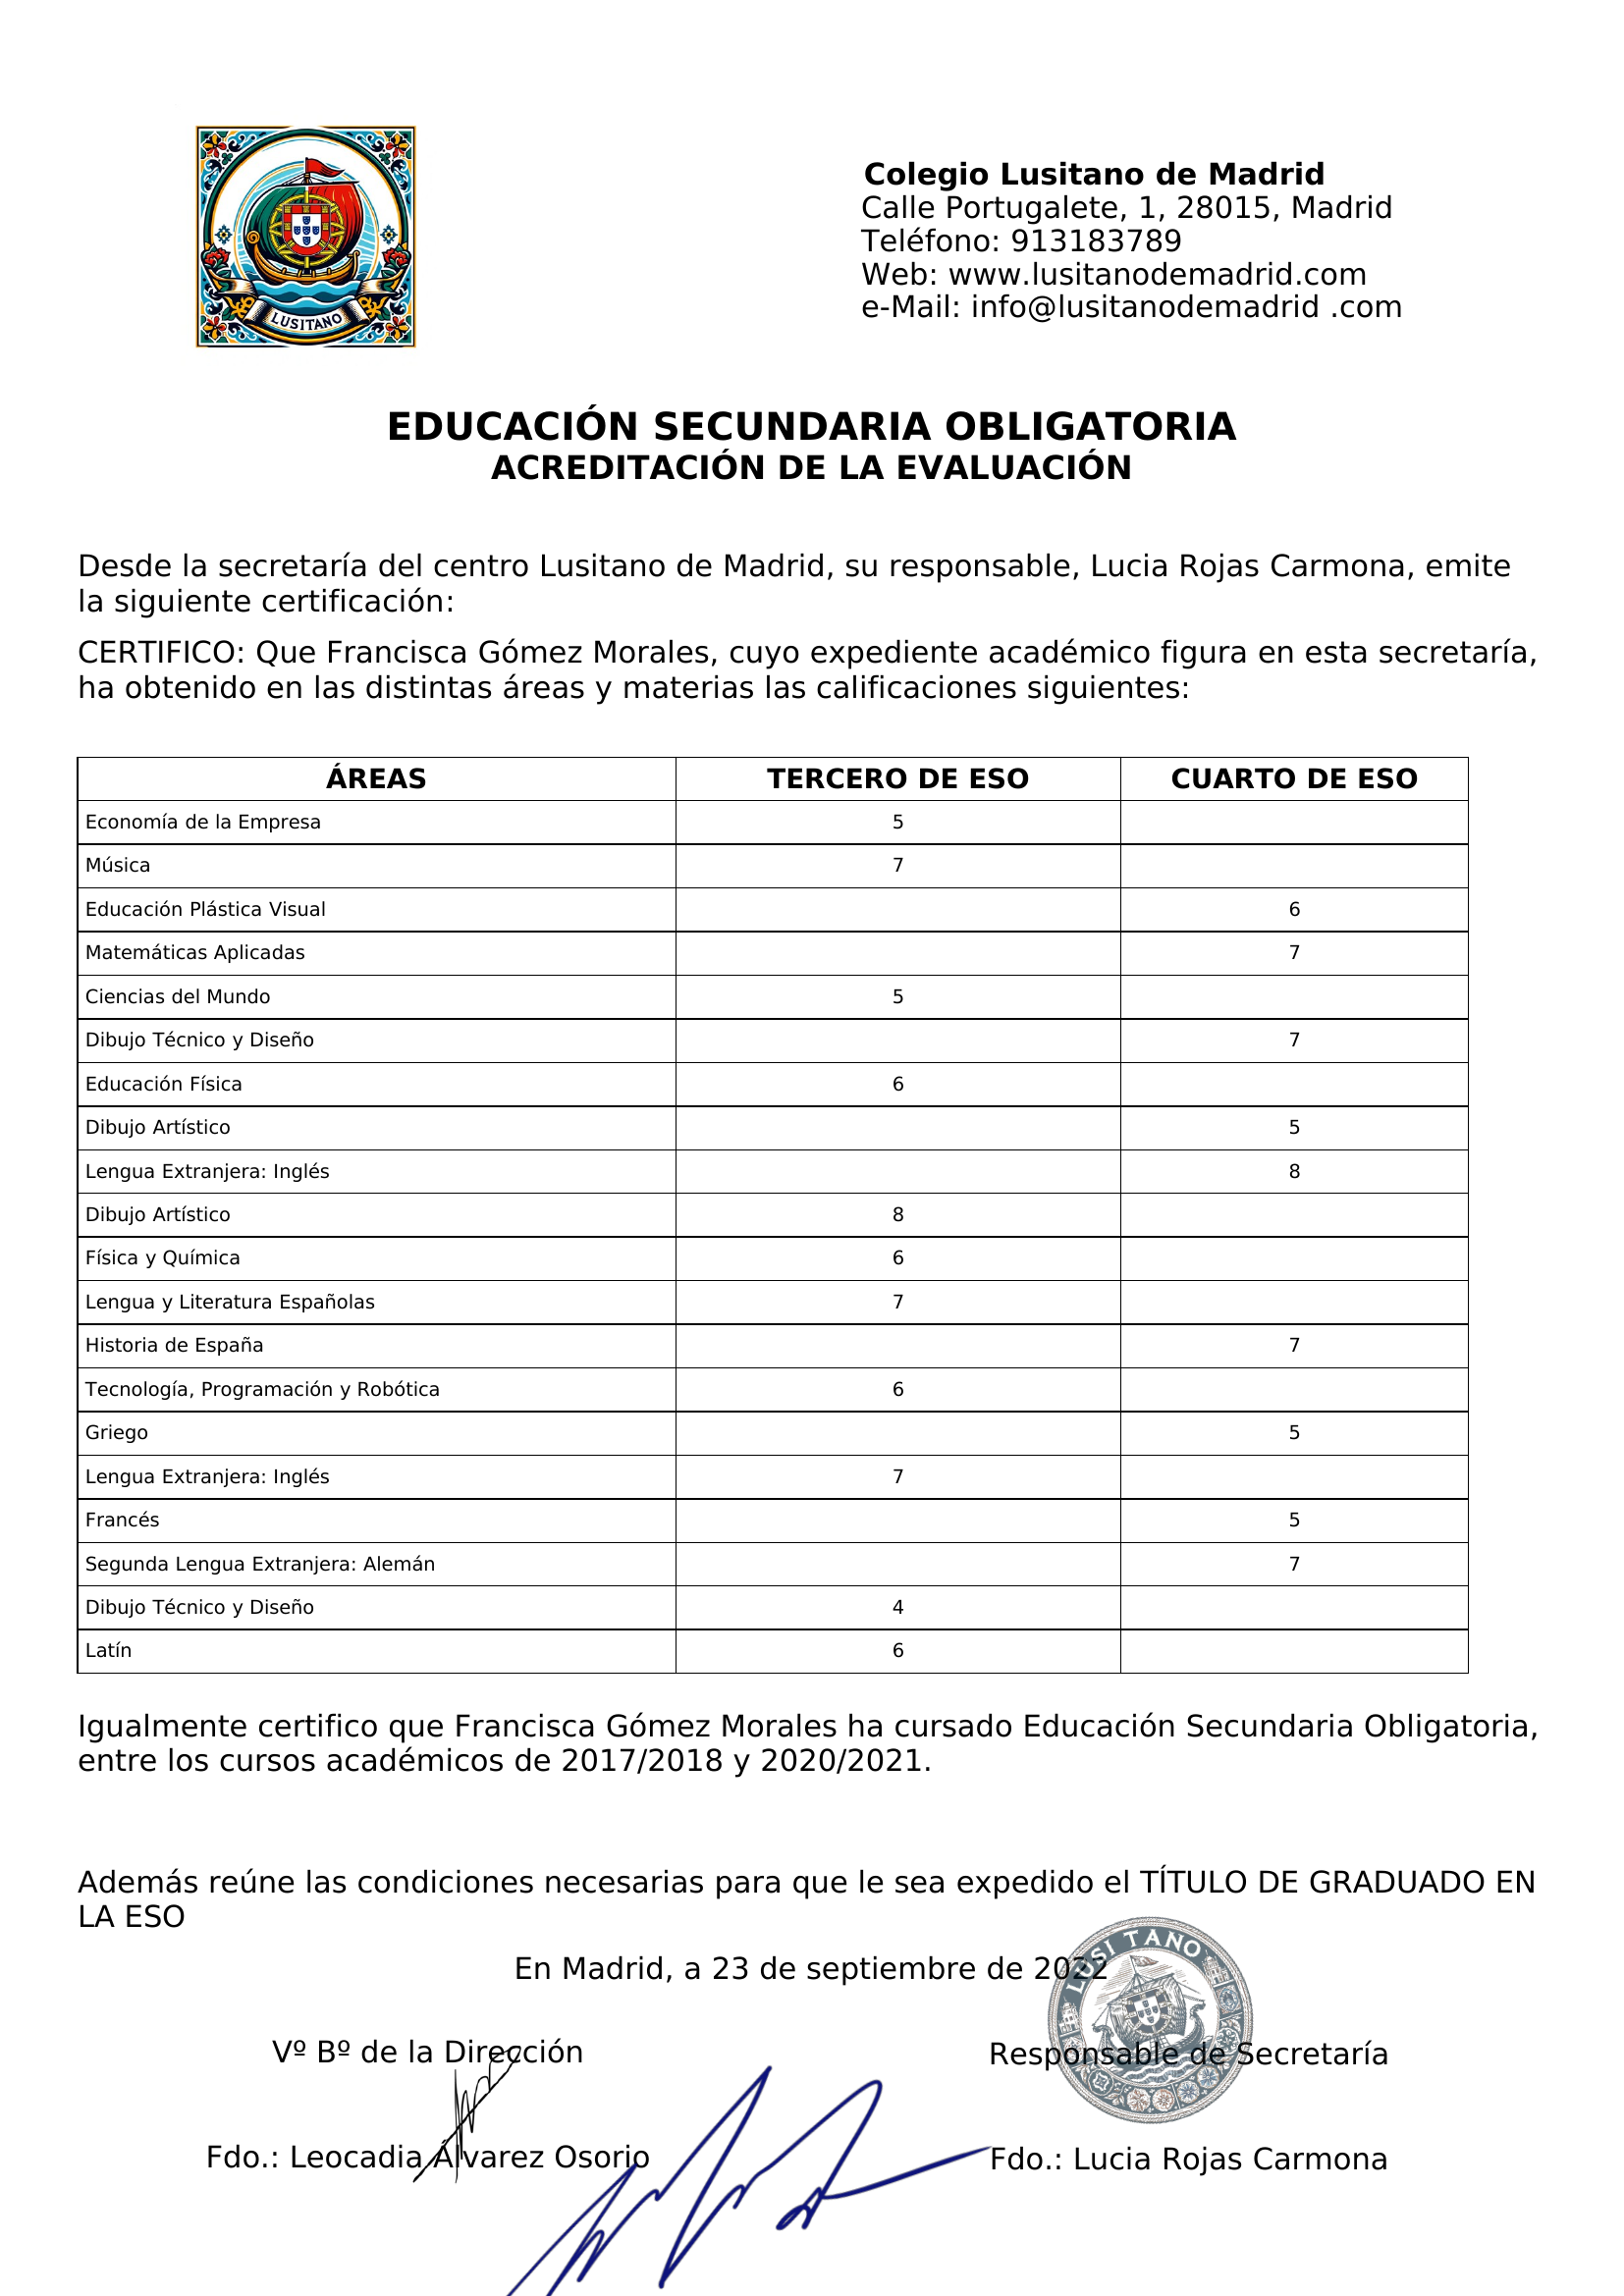 LUSITANO
Colegio Lusitano de Madrid
Calle Portugalete, 1, 28015, Madrid
Teléfono: 913183789
Web: www.lusitanodemadrid.com
e-Mail: info@lusitanodemadrid .com
EDUCACIÓN SECUNDARIA OBLIGATORIA
ACREDITACIÓN DE LA EVALUACIÓN
Desde la secretaría del centro Lusitano de Madrid, su responsable, Lucia Rojas Carmona, emite
la siguiente certificación:
CERTIFICO: Que Francisca Gómez Morales, cuyo expediente académico figura en esta secretaría,
ha obtenido en las distintas áreas y materias las calificaciones siguientes:
ÁREAS TERCERO DE ESO CUARTO DE ESO
Economía de la Empresa 5
Música 7
Educación Plástica Visual 6
Matemáticas Aplicadas 7
Ciencias del Mundo 5
Dibujo Técnico y Diseño 7
Educación Física 6
Dibujo Artístico 5
Lengua Extranjera: Inglés 8
Dibujo Artístico 8
Física y Química 6
Lengua y Literatura Españolas 7
Historia de España 7
Tecnología, Programación y Robótica 6
Griego 5
Lengua Extranjera: Inglés 7
Francés 5
Segunda Lengua Extranjera: Alemán 7
Dibujo Técnico y Diseño 4
Latín 6
Igualmente certifico que Francisca Gómez Morales ha cursado Educación Secundaria Obligatoria,
entre los cursos académicos de 2017/2018 y 2020/2021.
Además reúne las condiciones necesarias para que le sea expedido el TÍTULO DE GRADUADO EN
LA ESO
LUSI TANO
En Madrid, a 23 de septiembre de 2022
Vº Bº de la Dirección Responsable de Secretaría
Fdo.: Leocadia Álvarez Osorio Fdo.: Lucia Rojas Carmona